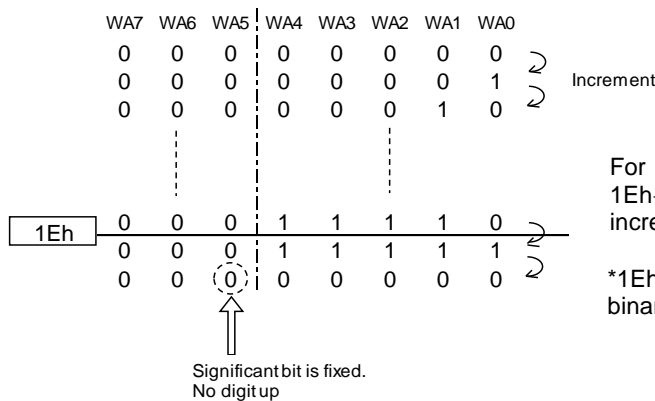 WA7 WA6 WA5 WA4 WA3 WA2 WA1 WA0
0 0 0 0 0 0 0 0
0 0 0 0 0 0 0 1
Increment
0 0 0 0 0 0 1 0
For
1Eh-
incre
1Eh
0 0 0 1 1 1 1 0
0 0 0 1 1 1 1 1
0 0 0 0 0 0 0 0
*1Eh
binar
Significant bit is fixed.
No digit up